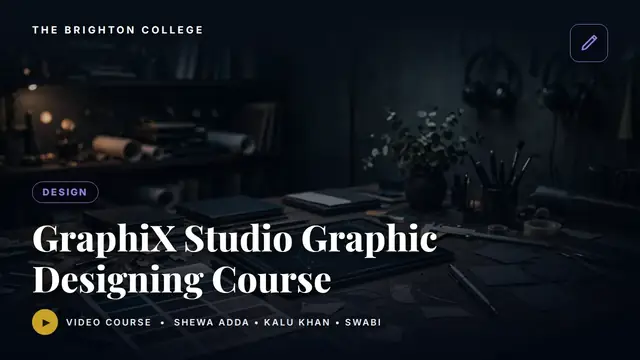 THE BRIGHTON COLLEGE
DESIGN
GraphiX Studio Graphic
Designing Course
VIDEO COURSE • SHEWA ADDA • KALU KHAN • SWABI